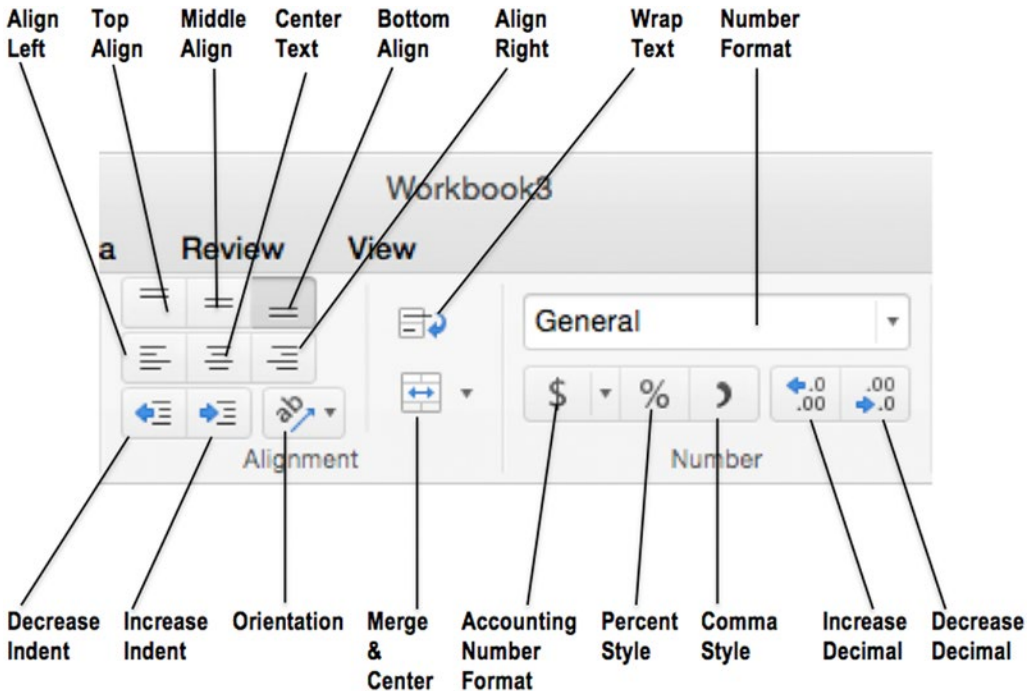 Align Left
Top Align
Middle Align
Center Text
Bottom Align
Align Right
Wrap Text
Number Format
Workbook3
a Review View
General
ab
$ % .0 .00 .00 .0
Alignment
Number
Decrease Indent
Increase Indent
Orientation
Merge & Center
Accounting Number Format
Percent Style
Comma Style
Increase Decimal
Decrease Decimal